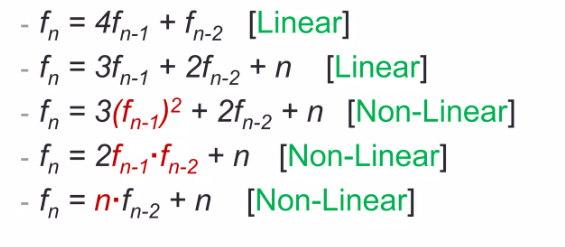 - fₙ = 4fₙ₋₁ + fₙ₋₂ [Linear]
- fₙ = 3fₙ₋₁ + 2fₙ₋₂ + n [Linear]
- fₙ = 3(fₙ₋₁)² + 2fₙ₋₂ + n [Non-Linear]
- fₙ = 2fₙ₋₁·fₙ₋₂ + n [Non-Linear]
- fₙ = n·fₙ₋₂ + n [Non-Linear]